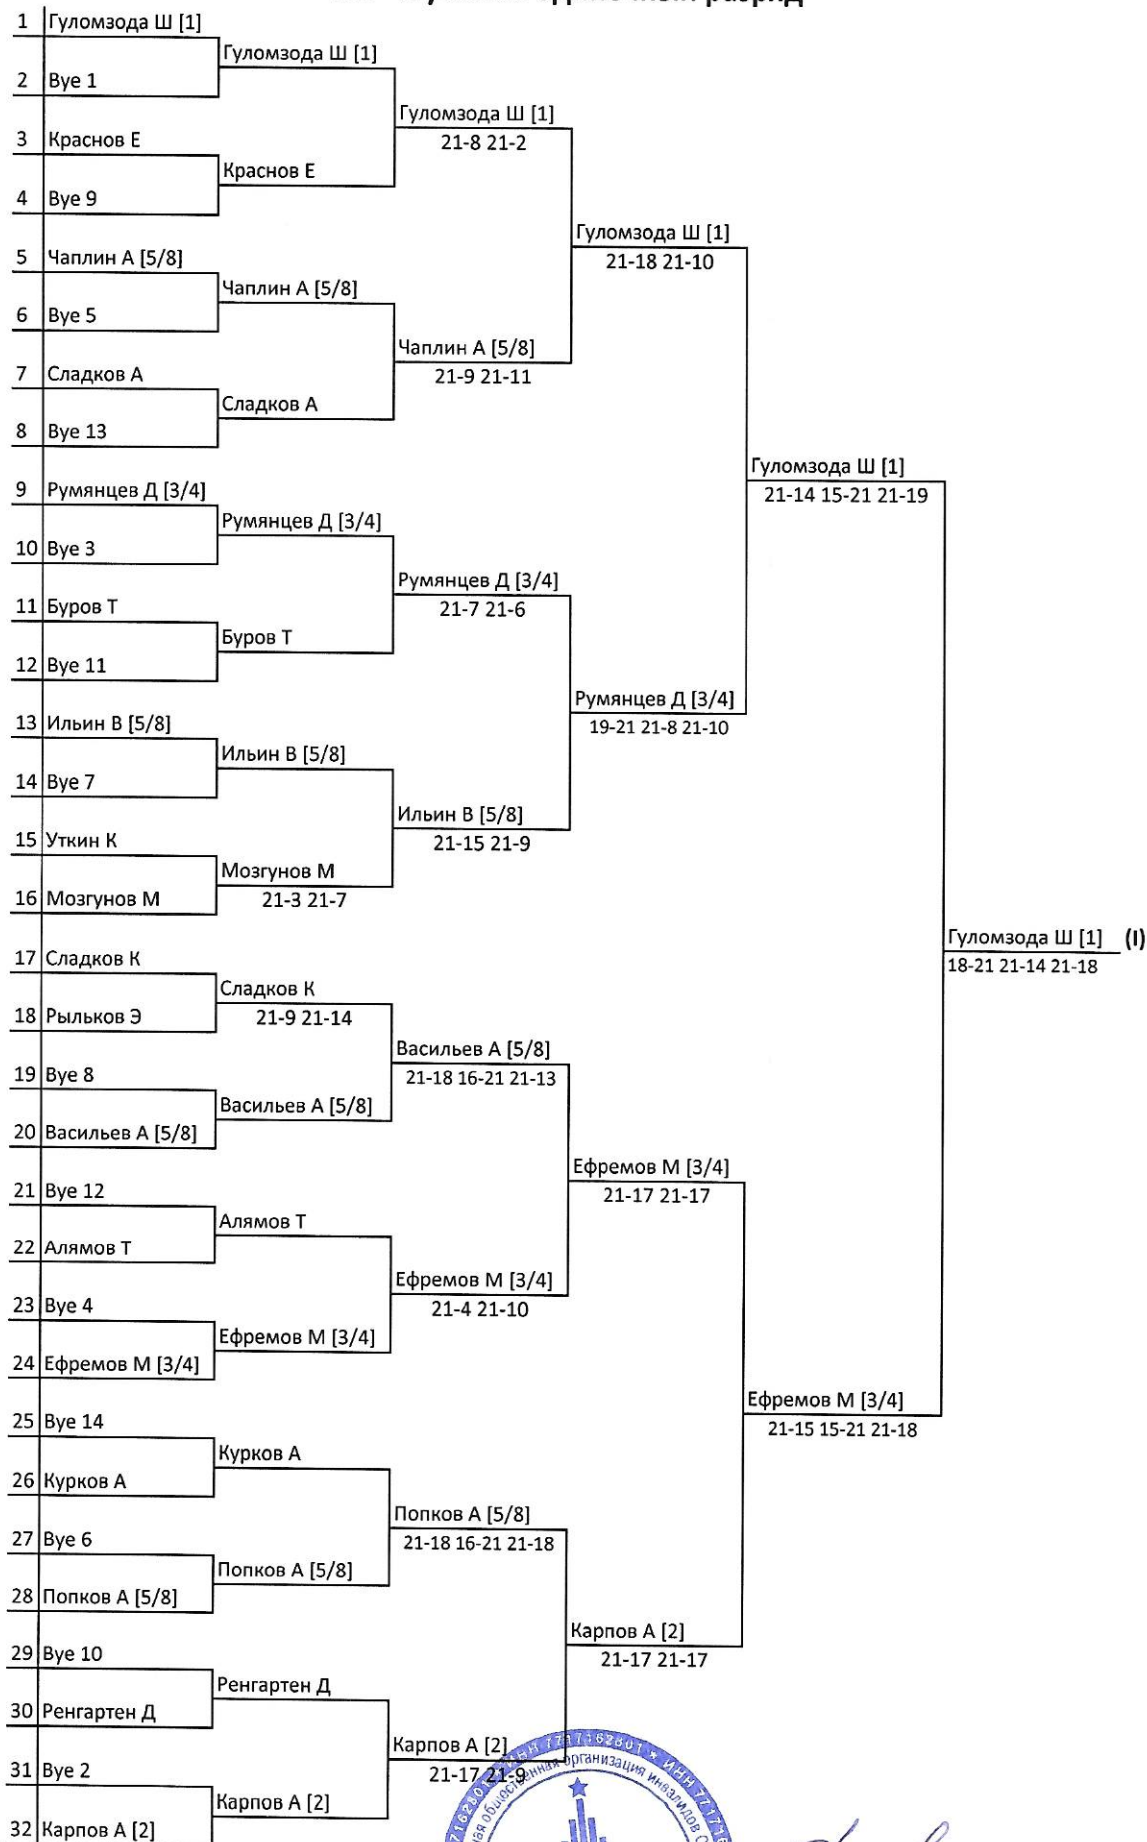 1 Гуломзода Ш [1]
Гуломзода Ш [1]
2 Bye 1
Гуломзода Ш [1]
21-8 21-2
3 Краснов Е
Краснов Е
4 Bye 9
Гуломзода Ш [1]
21-18 21-10
5 Чаплин А [5/8]
Чаплин А [5/8]
6 Bye 5
Чаплин А [5/8]
21-9 21-11
7 Сладков А
Сладков А
8 Bye 13
Гуломзода Ш [1]
21-14 15-21 21-19
9 Румянцев Д [3/4]
Румянцев Д [3/4]
10 Bye 3
Румянцев Д [3/4]
21-7 21-6
11 Буров Т
Буров Т
12 Bye 11
Румянцев Д [3/4]
19-21 21-8 21-10
13 Ильин В [5/8]
Ильин В [5/8]
14 Bye 7
Ильин В [5/8]
21-15 21-9
15 Уткин К
Мозгунов М
21-3 21-7
16 Мозгунов М
Гуломзода Ш [1] (I)
18-21 21-14 21-18
17 Сладков К
Сладков К
21-9 21-14
18 Рыльков Э
Васильев А [5/8]
21-18 16-21 21-13
19 Bye 8
Васильев А [5/8]
20 Васильев А [5/8]
Ефремов М [3/4]
21-17 21-17
21 Bye 12
Алямов Т
22 Алямов Т
Ефремов М [3/4]
21-4 21-10
23 Bye 4
Ефремов М [3/4]
24 Ефремов М [3/4]
Ефремов М [3/4]
21-15 15-21 21-18
25 Bye 14
Курков А
26 Курков А
Попков А [5/8]
21-18 16-21 21-18
27 Bye 6
Попков А [5/8]
28 Попков А [5/8]
Карпов А [2]
21-17 21-17
29 Bye 10
Ренгартен Д
30 Ренгартен Д
Карпов А [2]
21-17 21-9
31 Bye 2
Карпов А [2]
32 Карпов А [2]
ИНН 7717162801 * ИНН 77171
организация инвалидов